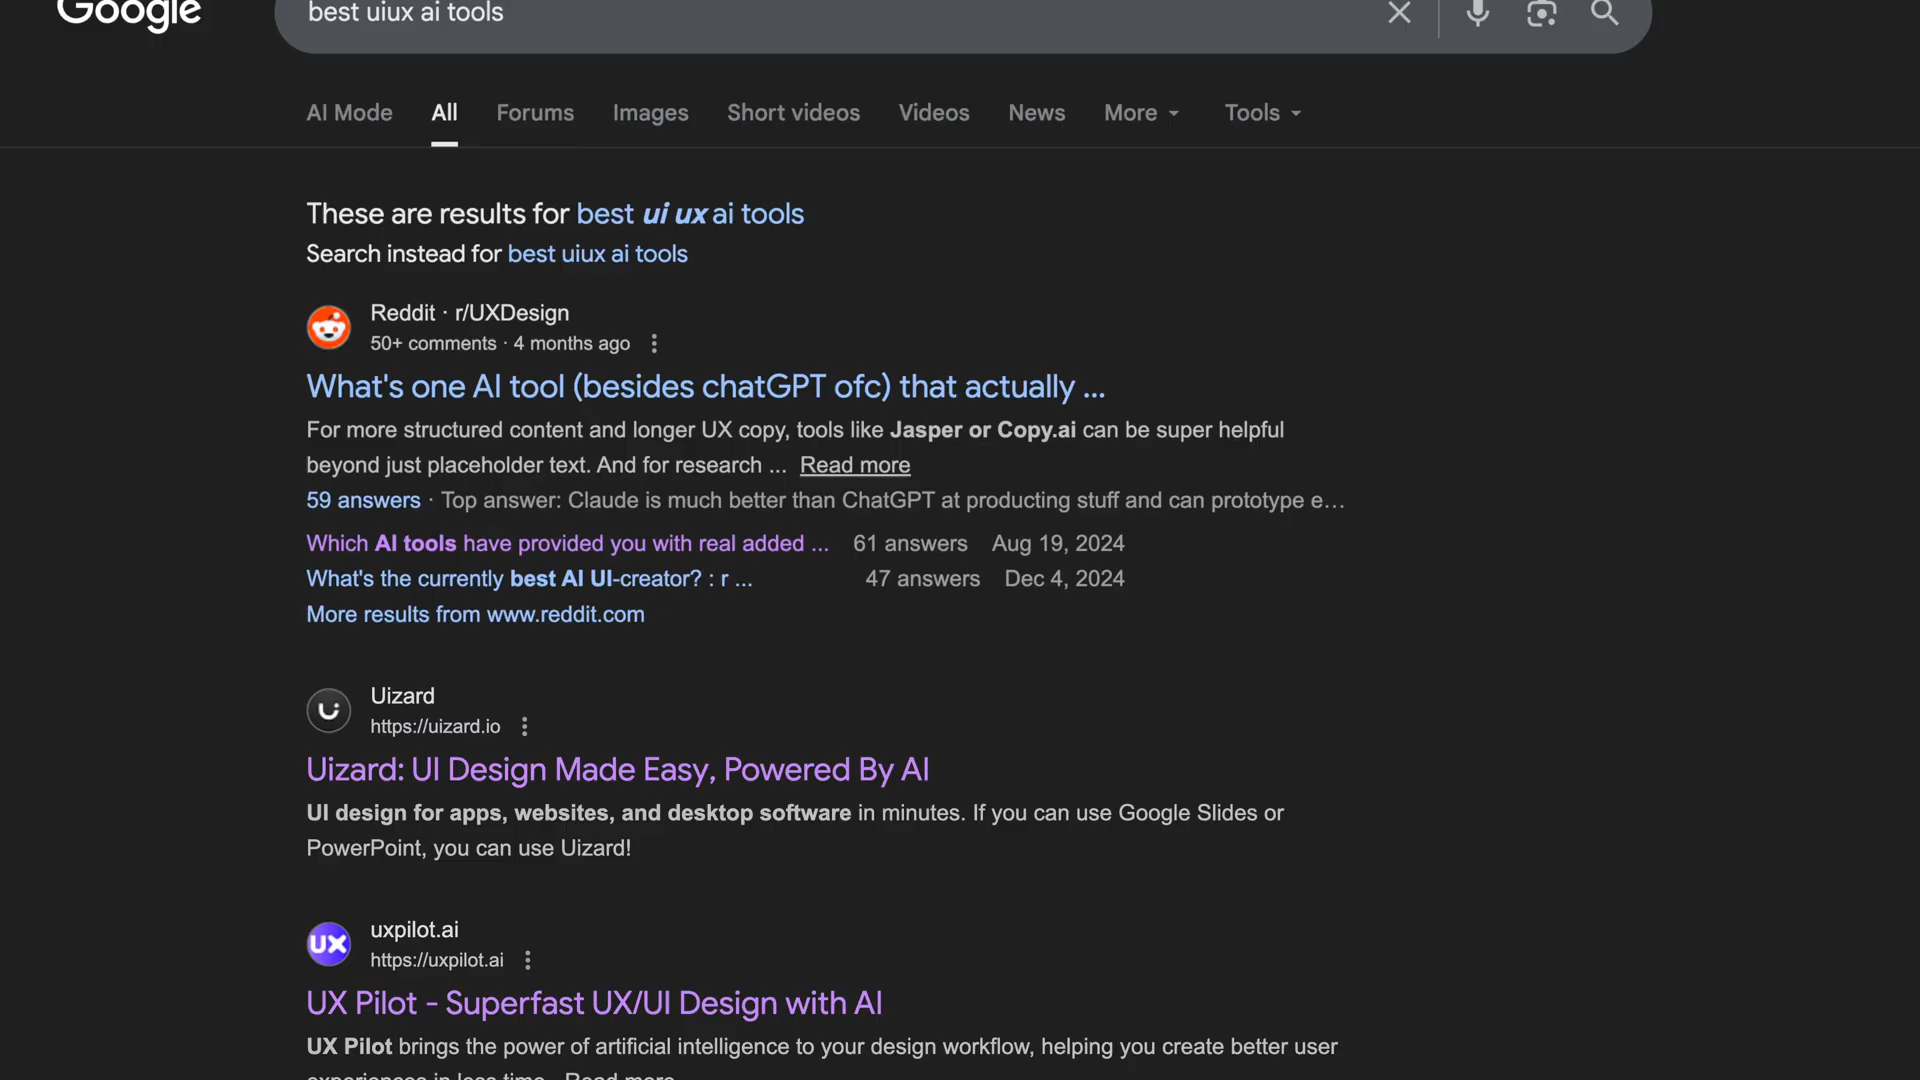 Google
best uiux ai tools
AI Mode All Forums Images Short videos Videos News More Tools
These are results for best ui ux ai tools
Search instead for best uiux ai tools
Reddit · r/UXDesign
50+ comments · 4 months ago
What's one AI tool (besides chatGPT ofc) that actually ...
For more structured content and longer UX copy, tools like Jasper or Copy.ai can be super helpful
beyond just placeholder text. And for research ... Read more
59 answers · Top answer: Claude is much better than ChatGPT at producting stuff and can prototype e...
Which AI tools have provided you with real added ... 61 answers Aug 19, 2024
What's the currently best AI UI-creator? : r ... 47 answers Dec 4, 2024
More results from www.reddit.com
Uizard
https://uizard.io
Uizard: UI Design Made Easy, Powered By AI
UI design for apps, websites, and desktop software in minutes. If you can use Google Slides or
PowerPoint, you can use Uizard!
UX
uxpilot.ai
https://uxpilot.ai
UX Pilot - Superfast UX/UI Design with AI
UX Pilot brings the power of artificial intelligence to your design workflow, helping you create better user
experiences in less time. Read more